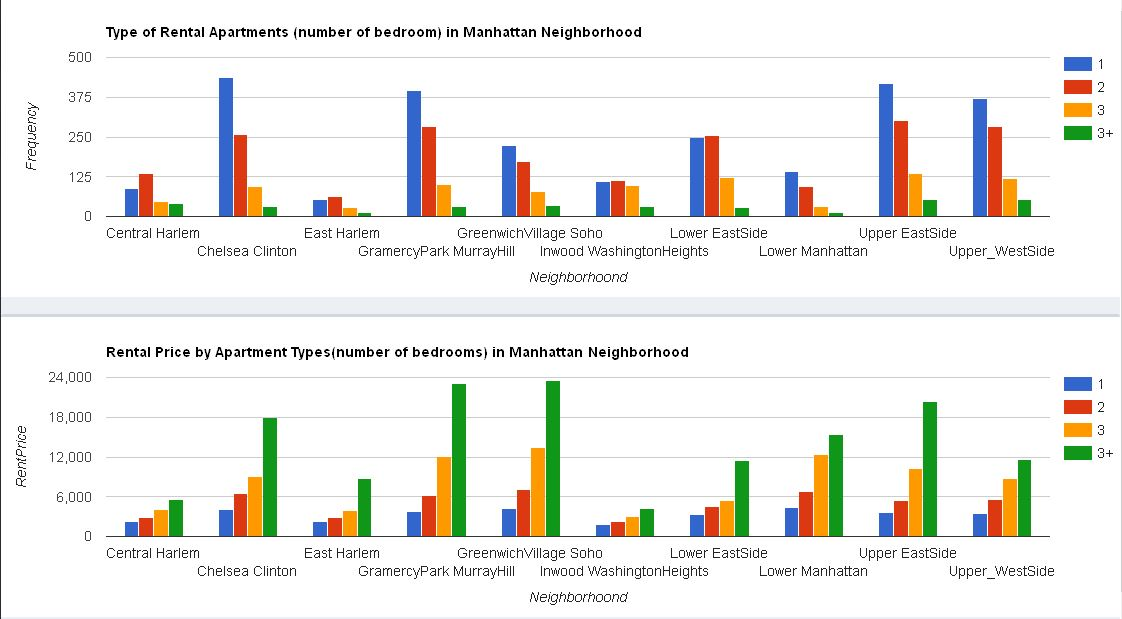 Type of Rental Apartments (number of bedroom) in Manhattan Neighborhood
500
375
250
125
0
Frequency
1
2
3
3+
Central Harlem East Harlem GreenwichVillage Soho Lower EastSide Upper EastSide
Chelsea Clinton GramercyPark MurrayHill Inwood WashingtonHeights Lower Manhattan Upper_WestSide
Neighborhoond
Rental Price by Apartment Types(number of bedrooms) in Manhattan Neighborhood
24,000
18,000
12,000
6,000
0
RentPrice
1
2
3
3+
Central Harlem East Harlem GreenwichVillage Soho Lower EastSide Upper EastSide
Chelsea Clinton GramercyPark MurrayHill Inwood WashingtonHeights Lower Manhattan Upper_WestSide
Neighborhoond